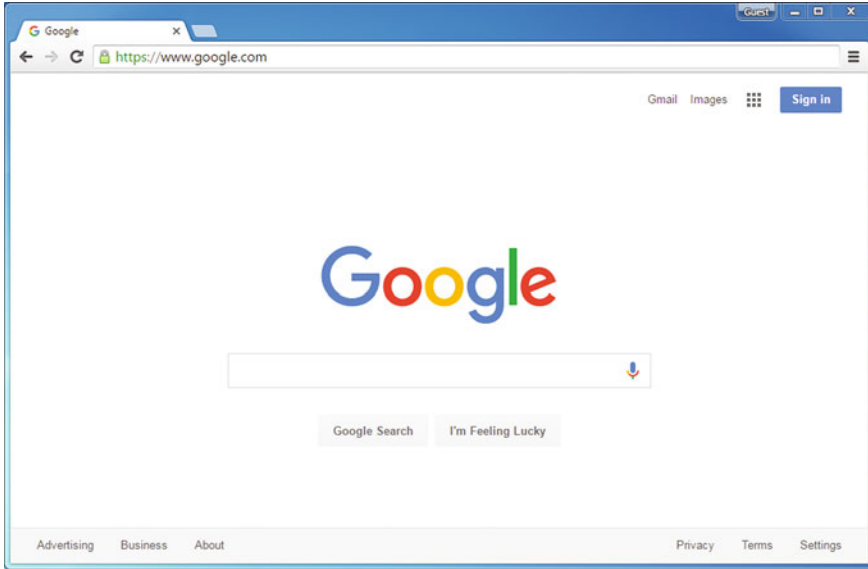 Guest
Google
https://www.google.com
Gmail Images Sign in
Google
Google Search I'm Feeling Lucky
Advertising Business About Privacy Terms Settings